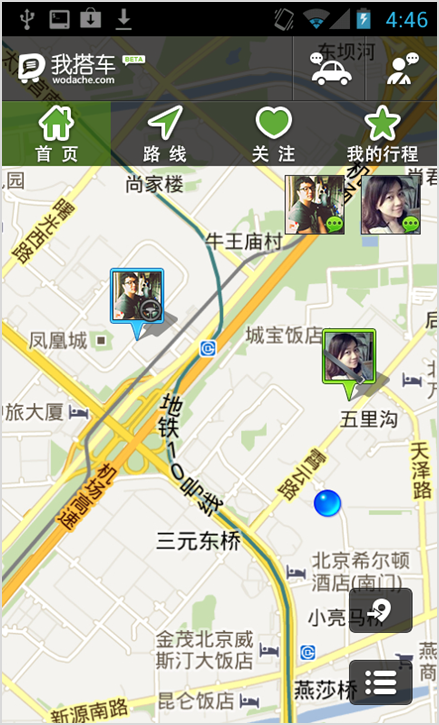 4:46
我搭车 BETA
wodache.com
东坝河
首 页
路 线
关 注
我的行程
尚家楼
曙光西路
牛王庙村
凤凰城
城宝饭店
五里沟
地铁10号线
机场高速
霄云路
天泽路
三元东桥
北京希尔顿
酒店(南门)
小亮马桥
金茂北京威
斯汀大饭店
昆仑饭店
燕莎桥
新源南路